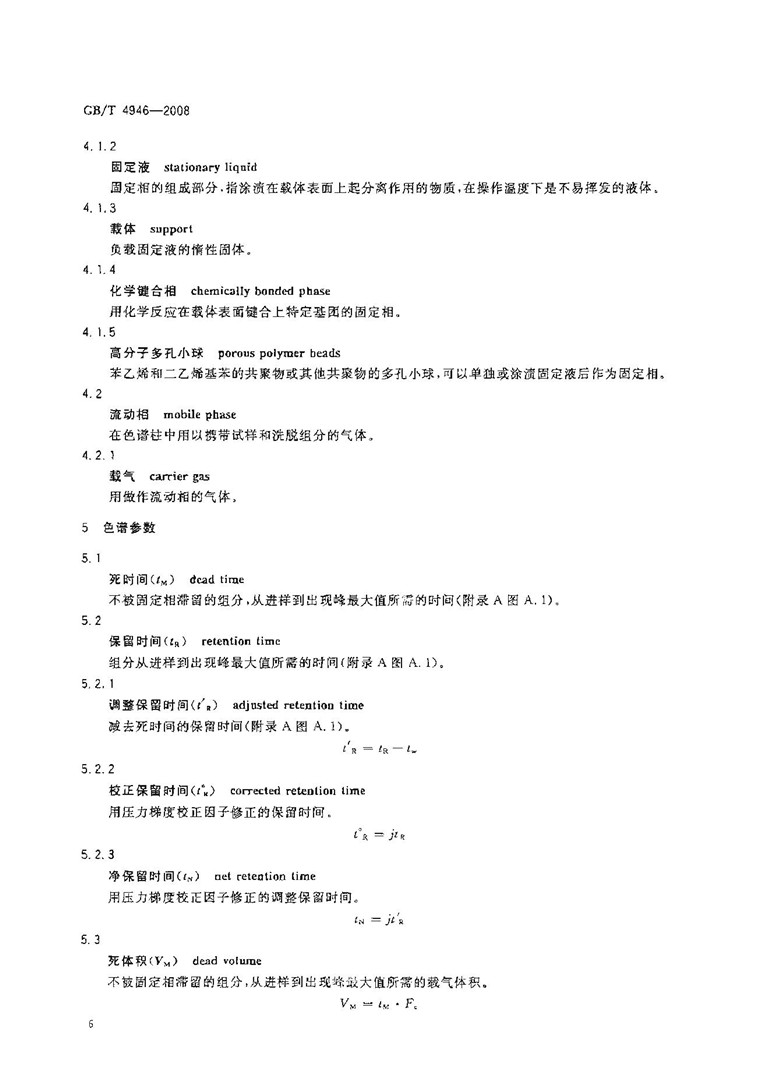 GB/T 4946—2008
4.1.2
固定液 stationary liquid
固定相的组成部分,指涂渍在载体表面上起分离作用的物质,在操作温度下是不易挥发的液体。
4.1.3
载体 support
负载固定液的惰性固体。
4.1.4
化学键合相 chemically bonded phase
用化学反应在载体表面键合上特定基团的固定相。
4.1.5
高分子多孔小球 porous polymer beads
苯乙烯和二乙烯基苯的共聚物或其他共聚物的多孔小球,可以单独或涂渍固定液后作为固定相。
4.2
流动相 mobile phase
在色谱柱中用以携带试样和洗脱组分的气体。
4.2.1
载气 carrier gas
用做作流动相的气体。
5 色谱参数
5.1
死时间(tM) dead time
不被固定相滞留的组分,从进样到出现峰最大值所需的时间(附录 A 图 A.1)。
5.2
保留时间(tR) retention time
组分从进样到出现峰最大值所需的时间(附录 A 图 A.1)。
5.2.1
调整保留时间(t′R) adjusted retention time
减去死时间的保留时间(附录 A 图 A.1)。
t′R = tR − tM
5.2.2
校正保留时间(t°R) corrected retention time
用压力梯度校正因子修正的保留时间。
t°R = jtR
5.2.3
净保留时间(tN) net retention time
用压力梯度校正因子修正的调整保留时间。
tN = jt′R
5.3
死体积(VM) dead volume
不被固定相滞留的组分,从进样到出现峰最大值所需的载气体积。
VM = tM · Fc
6